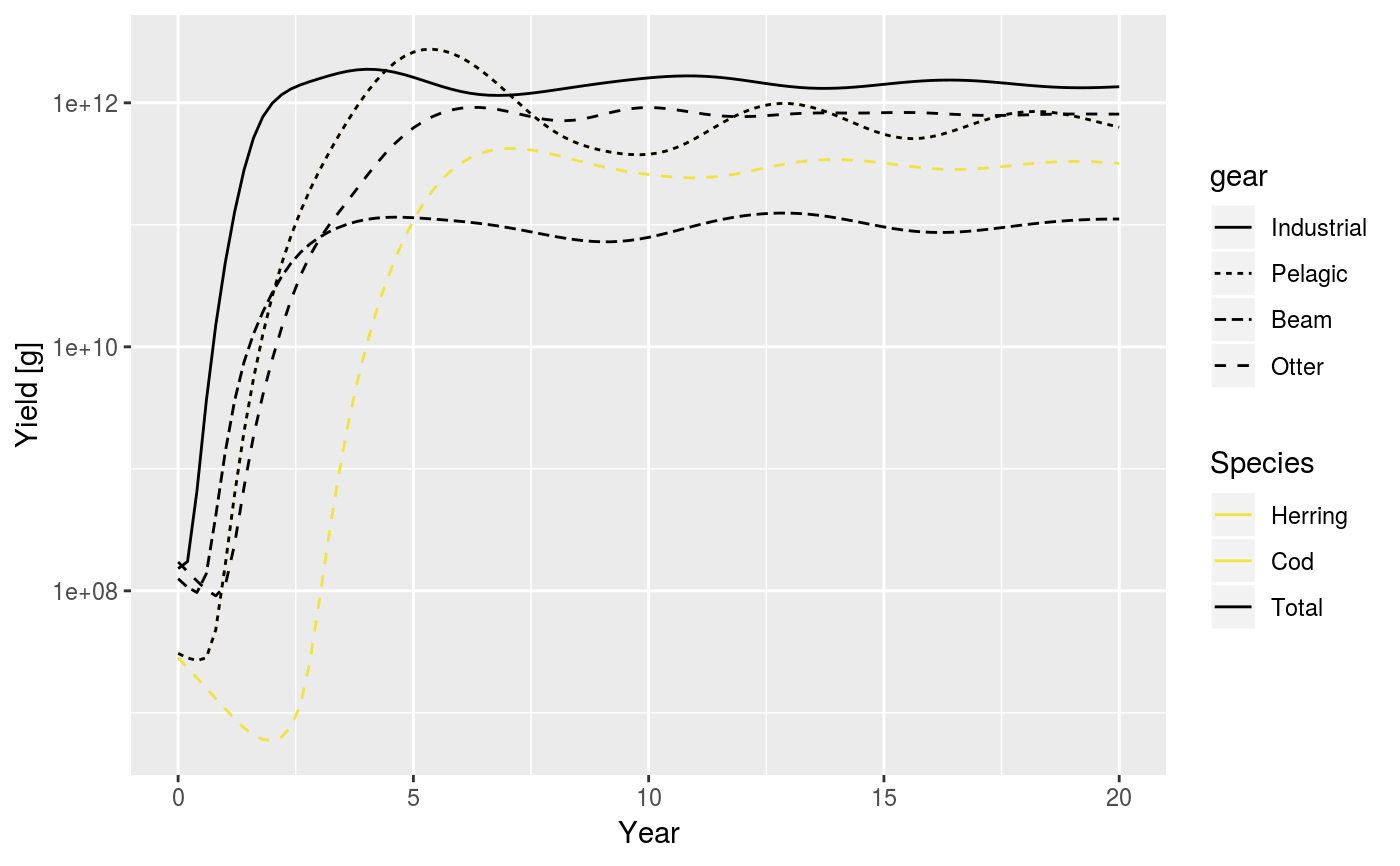 1e+12
1e+10
1e+08
Yield [g]
0
5
10
15
20
Year
gear
Industrial
Pelagic
Beam
Otter
Species
Herring
Cod
Total